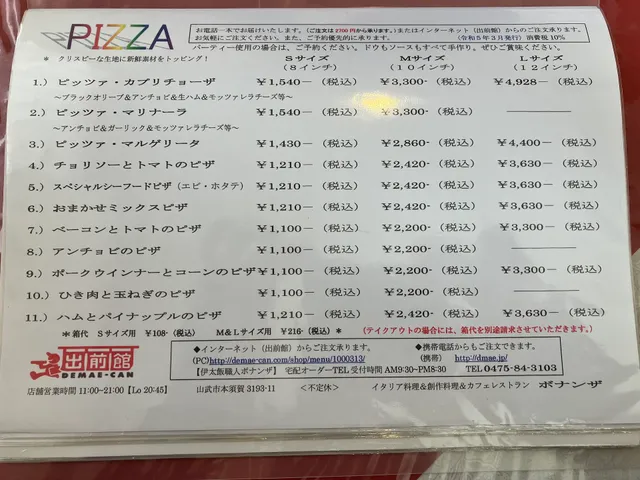 PIZZA
お電話一本でお届けいたします。(ご注文は2700円から承ります。)またはインターネット(出前館)からのご注文承ります。
お気軽にご注文ください。また、ご予約優先的に承ります。 (令和5年3月発行) 消費税10%
パーティー使用の場合は、ご予約ください。ドウもソースもすべて手作り。ぜひご賞味ください。
* クリスピーな生地に新鮮素材をトッピング! Sサイズ Mサイズ Lサイズ
(8インチ) (10インチ) (12インチ)
1.) ピッツァ・カプリチョーザ ¥1,540―(税込) ¥3,300-(税込) ¥4,928―(税込)
~ブラックオリーブ&アンチョビ&生ハム&モッツァレラチーズ等~
2.) ピッツァ・マリナーラ ¥1,540―(税込) ¥3,300-(税込) ――――
~アンチョビ&ガーリック&モッツァレラチーズ等~
3.) ピッツァ・マルゲリータ ¥1,430―(税込) ¥2,860-(税込) ¥4,400―(税込)
4.) チョリソーとトマトのピザ ¥1,210―(税込) ¥2,420-(税込) ¥3,630―(税込)
5.) スペシャルシーフードピザ(エビ・ホタテ) ¥1,210―(税込) ¥2,420-(税込) ¥3,630―(税込)
6.) おまかせミックスピザ ¥1,210―(税込) ¥2,420-(税込) ¥3,630―(税込)
7.) ベーコンとトマトのピザ ¥1,100―(税込) ¥2,200-(税込) ¥3,300―(税込)
8.) アンチョビのピザ ¥1,100―(税込) ¥2,200-(税込) ――――
9.) ポークウインナーとコーンのピザ ¥1,100―(税込) ¥2,200-(税込) ¥3,300―(税込)
10.) ひき肉と玉ねぎのピザ ¥1,100―(税込) ¥2,200-(税込) ――――
11.) ハムとパイナップルのピザ ¥1,210―(税込) ¥2,420-(税込) ¥3,630―(税込)
*箱代 Sサイズ用 ¥108-(税込) M&Lサイズ用 ¥216-(税込)* (テイクアウトの場合には、箱代を別途請求させていただきます。)
出前館
DEMAE-CAN
◆インターネット(出前館)からのご注文は ◆携帯電話からもご注文できます。
(PC)http://demae-can.com/shop/menu/1000313/ (携帯) http://dmae.jp/
【伊太飯職人ボナンザ】 宅配オーダーTEL 受付時間 AM9:30-PM8:30 TEL 0475-84-3103
店舗営業時間 11:00~21:00【Lo 20:45】 山武市本須賀3193-11 <不定休> イタリア料理&創作料理&カフェレストラン ボナンザ